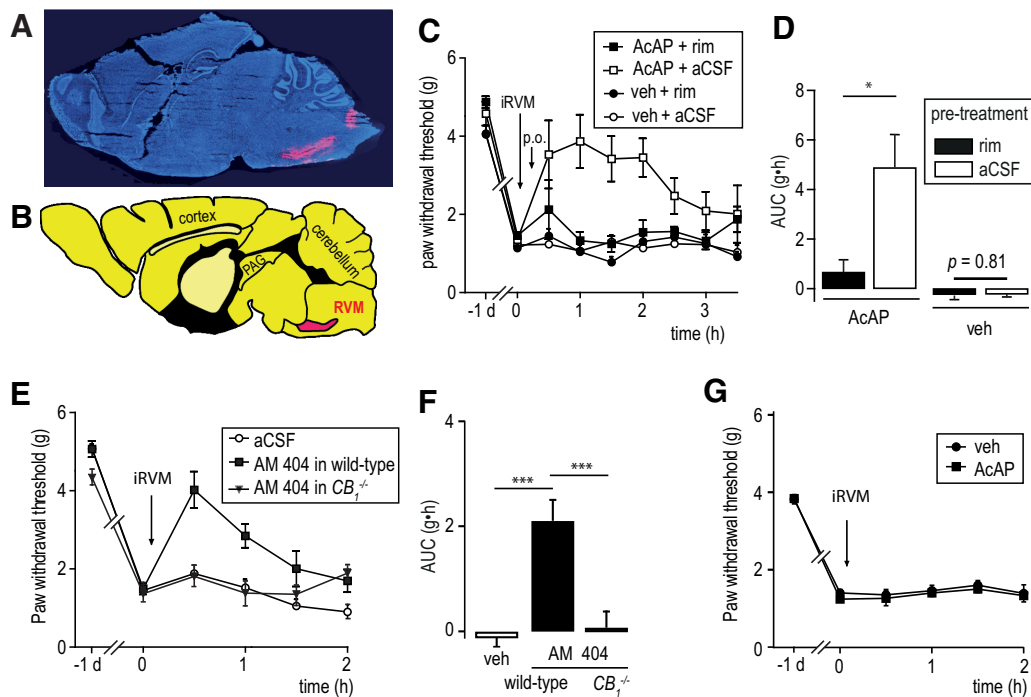 A
B
cortex
PAG
cerebellum
RVM
C
paw withdrawal threshold (g)
6
4
2
0
iRVM
p.o.
AcAP + rim
AcAP + aCSF
veh + rim
veh + aCSF
-1 d
0
1
2
3
time (h)
D
AUC (g•h)
8
6
4
2
0
*
pre-treatment
rim
aCSF
p = 0.81
AcAP
veh
E
Paw withdrawal threshold (g)
6
4
2
0
iRVM
aCSF
AM 404 in wild-type
AM 404 in CB1-/-
-1 d
0
1
2
time (h)
F
AUC (g•h)
4
2
0
***
***
veh
AM 404
wild-type
CB1-/-
G
Paw withdrawal threshold (g)
6
4
2
0
iRVM
veh
AcAP
-1 d
0
1
2
time (h)